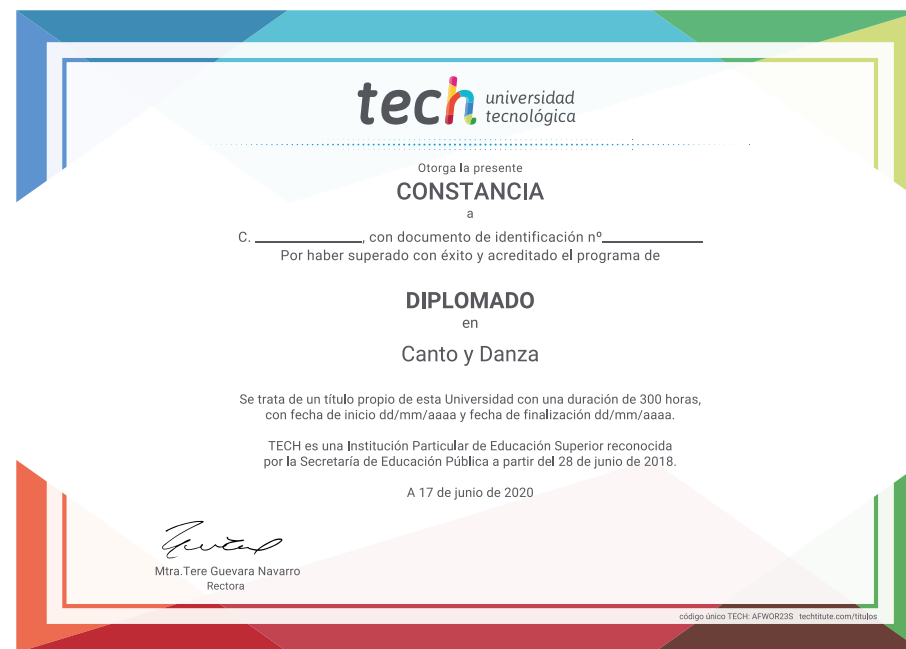 tech universidad
tecnológica
Otorga la presente
CONSTANCIA
a
C. ____________, con documento de identificación nº____________
Por haber superado con éxito y acreditado el programa de
DIPLOMADO
en
Canto y Danza
Se trata de un título propio de esta Universidad con una duración de 300 horas,
con fecha de inicio dd/mm/aaaa y fecha de finalización dd/mm/aaaa.
TECH es una Institución Particular de Educación Superior reconocida
por la Secretaría de Educación Pública a partir del 28 de junio de 2018.
A 17 de junio de 2020
Mtra.Tere Guevara Navarro
Rectora
código único TECH: AFWOR23S techtitute.com/titulos